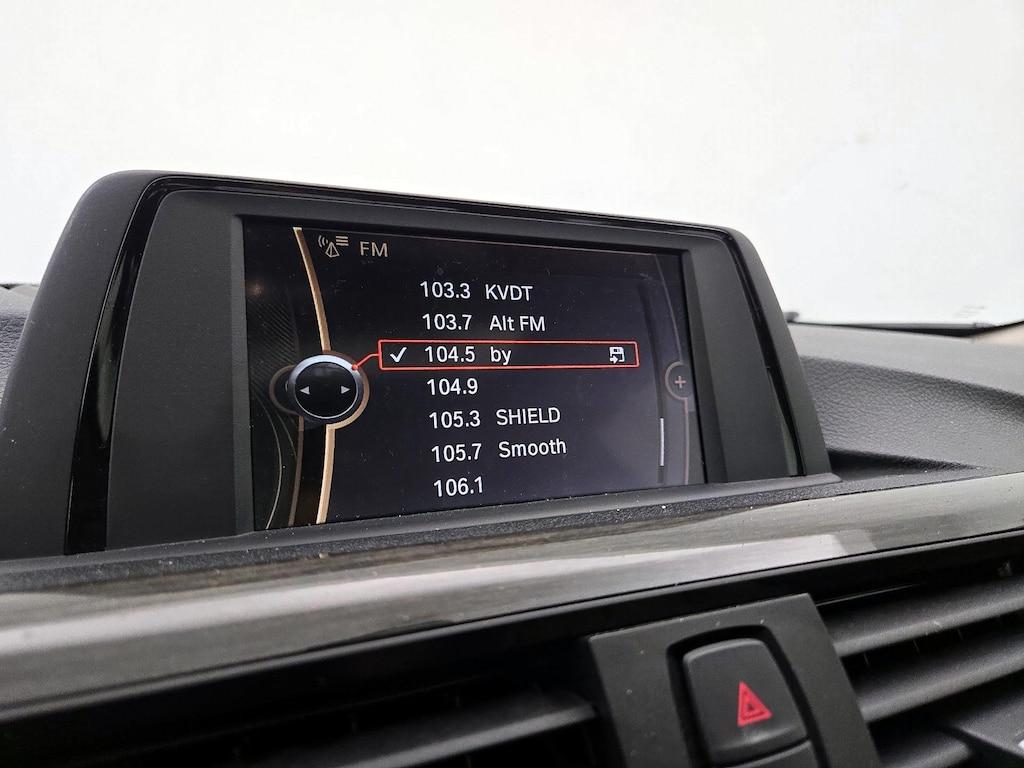 FM
103.3 KVDT
103.7 Alt FM
104.5 by
104.9
105.3 SHIELD
105.7 Smooth
106.1